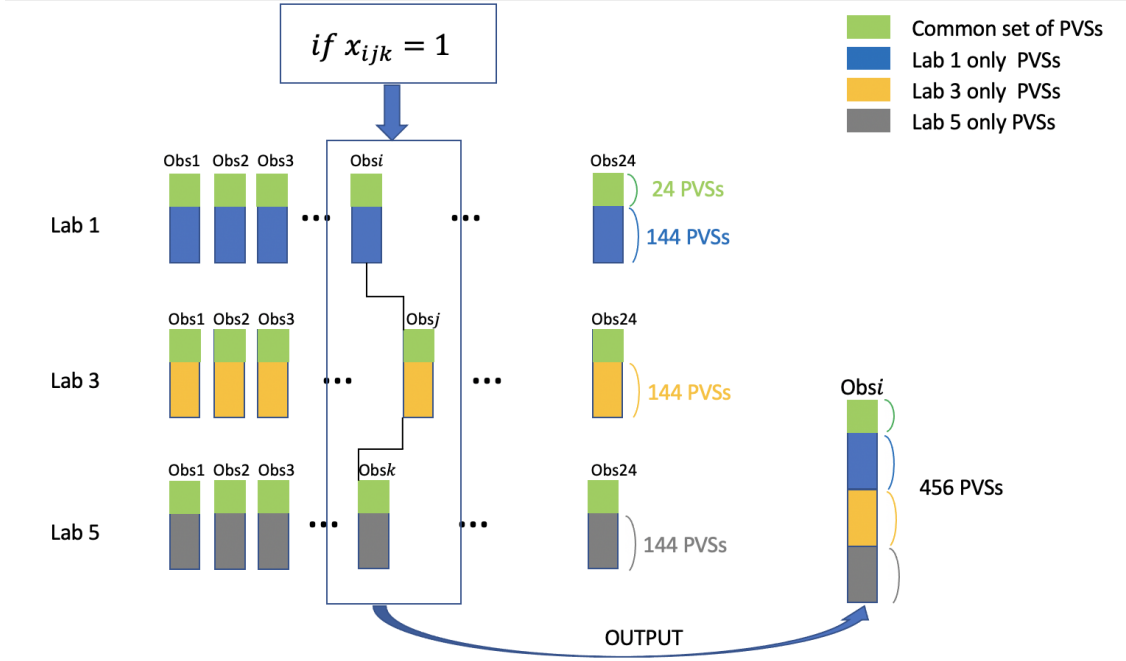 if x_{ijk} = 1
Common set of PVSs
Lab 1 only PVSs
Lab 3 only PVSs
Lab 5 only PVSs
Obs1 Obs2 Obs3 Obsi Obs24
24 PVSs
Lab 1 ... ...
144 PVSs
Obs1 Obs2 Obs3 Obsj Obs24
Lab 3 ... ...
144 PVSs
Obsi
Obs1 Obs2 Obs3 Obsk Obs24
456 PVSs
Lab 5 ... ...
144 PVSs
OUTPUT